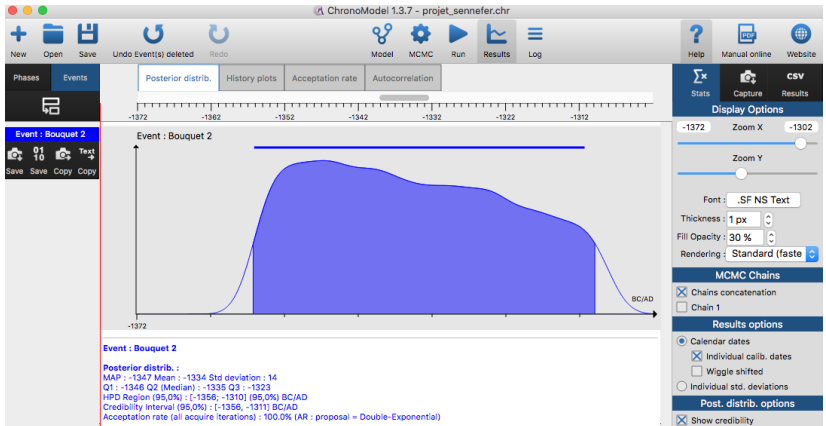 ChronoModel 1.3.7 - projet_sennefer.chr
New Open Save Undo Event(s) deleted Redo Model MCMC Run Results Log Help Manual online Website
Phases Events
Event : Bouquet 2
Save Save Copy Copy
Posterior distrib. History plots Acceptation rate Autocorrelation
-1372 -1362 -1352 -1342 -1332 -1322 -1312
Event : Bouquet 2
BC/AD
-1372
Event : Bouquet 2
Posterior distrib. :
MAP : -1347 Mean : -1334 Std deviation : 14
Q1 : -1346 Q2 (Median) : -1335 Q3 : -1323
HPD Region (95,0%) : [-1356; -1310] (95,0%) BC/AD
Credibility Interval (95,0%) : [-1356, -1311] BC/AD
Acceptation rate (all acquire iterations) : 100.0% (AR : proposal = Double-Exponential)
Stats Capture Results
Display Options
-1372 Zoom X -1302
Zoom Y
Font : .SF NS Text
Thickness : 1 px
Fill Opacity : 30 %
Rendering : Standard (faste
MCMC Chains
Chains concatenation
Chain 1
Results options
Calendar dates
Individual calib. dates
Wiggle shifted
Individual std. deviations
Post. distrib. options
Show credibility
PDF
CSV
01
10
Text